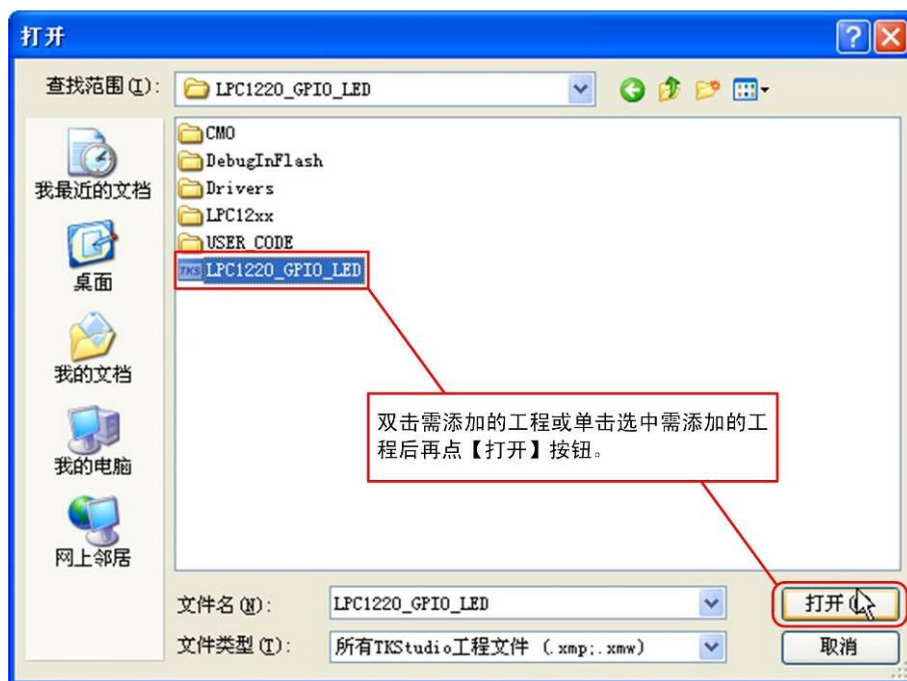 打开
查找范围(I):
LPC1220_GPIO_LED
CMO
DebugInFlash
Drivers
LPC12xx
USER CODE
TKS LPC1220_GPIO_LED
我最近的文档
桌面
我的文档
我的电脑
网上邻居
双击需添加的工程或单击选中需添加的工
程后再点【打开】按钮。
文件名(N):
LPC1220_GPIO_LED
打开(
文件类型(T):
所有TKStudio工程文件 (.xmp;.xmw)
取消